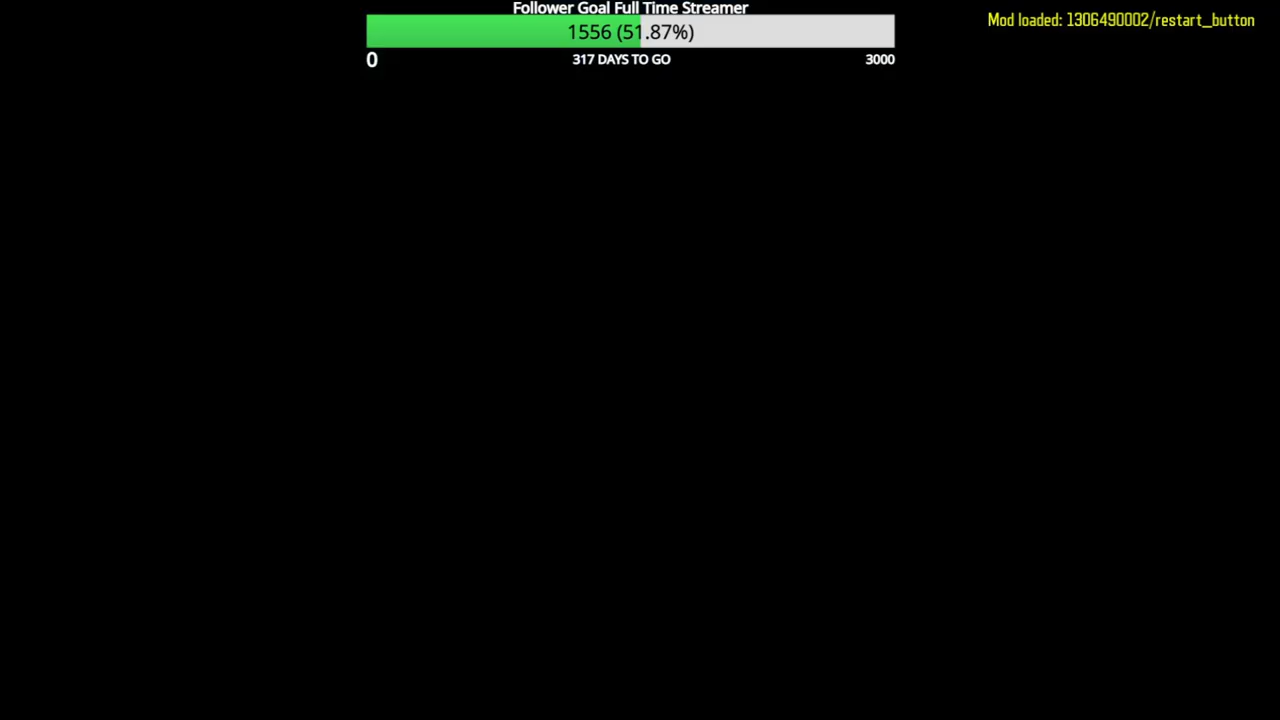 Follower Goal Full Time Streamer
1556 (51.87%)
0 317 DAYS TO GO 3000
Mod loaded: 1306490002/restart_button